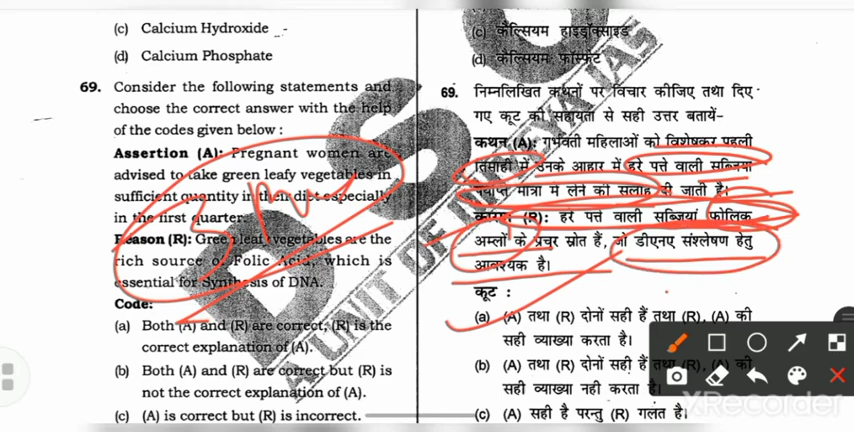 (c) Calcium Hydroxide
(d) Calcium Phosphate
69. Consider the following statements and
choose the correct answer with the help
of the codes given below :
Assertion (A): Pregnant women are
advised to take green leafy vegetables in
sufficient quantity in their diet especially
in the first quarter.
Reason (R): Green leaf vegetables are the
rich source of Folic Acid, which is
essential for Synthesis of DNA.
Code:
(a) Both (A) and (R) are correct; (R) is the
correct explanation of (A).
(b) Both (A) and (R) are correct but (R) is
not the correct explanation of (A).
(c) (A) is correct but (R) is incorrect.
(c) कैल्सियम हाइड्रॉक्साइड
(d) कैल्सियम फास्फेट
69. निम्नलिखित कथनों पर विचार कीजिए तथा दिए
गए कूट की सहायता से सही उत्तर बतायें-
कथन (A): गर्भवती महिलाओं को विशेषकर पहली
तिमाही में उनके आहार में हरे पत्ते वाली सब्जियां
पर्याप्त मात्रा में लेने की सलाह दी जाती है।
कारण (R): हरे पत्ते वाली सब्जियां फोलिक
अम्लों के प्रचुर स्रोत हैं, जो डीएनए संश्लेषण हेतु
आवश्यक है।
कूट :
(a) (A) तथा (R) दोनों सही हैं तथा (R), (A) की
सही व्याख्या करता है।
(b) (A) तथा (R) दोनों सही हैं तथा (R), (A) की
सही व्याख्या नही करता है।
(c) (A) सही है परन्तु (R) गलत है।
A UNIT OF
IAS
XRecorder